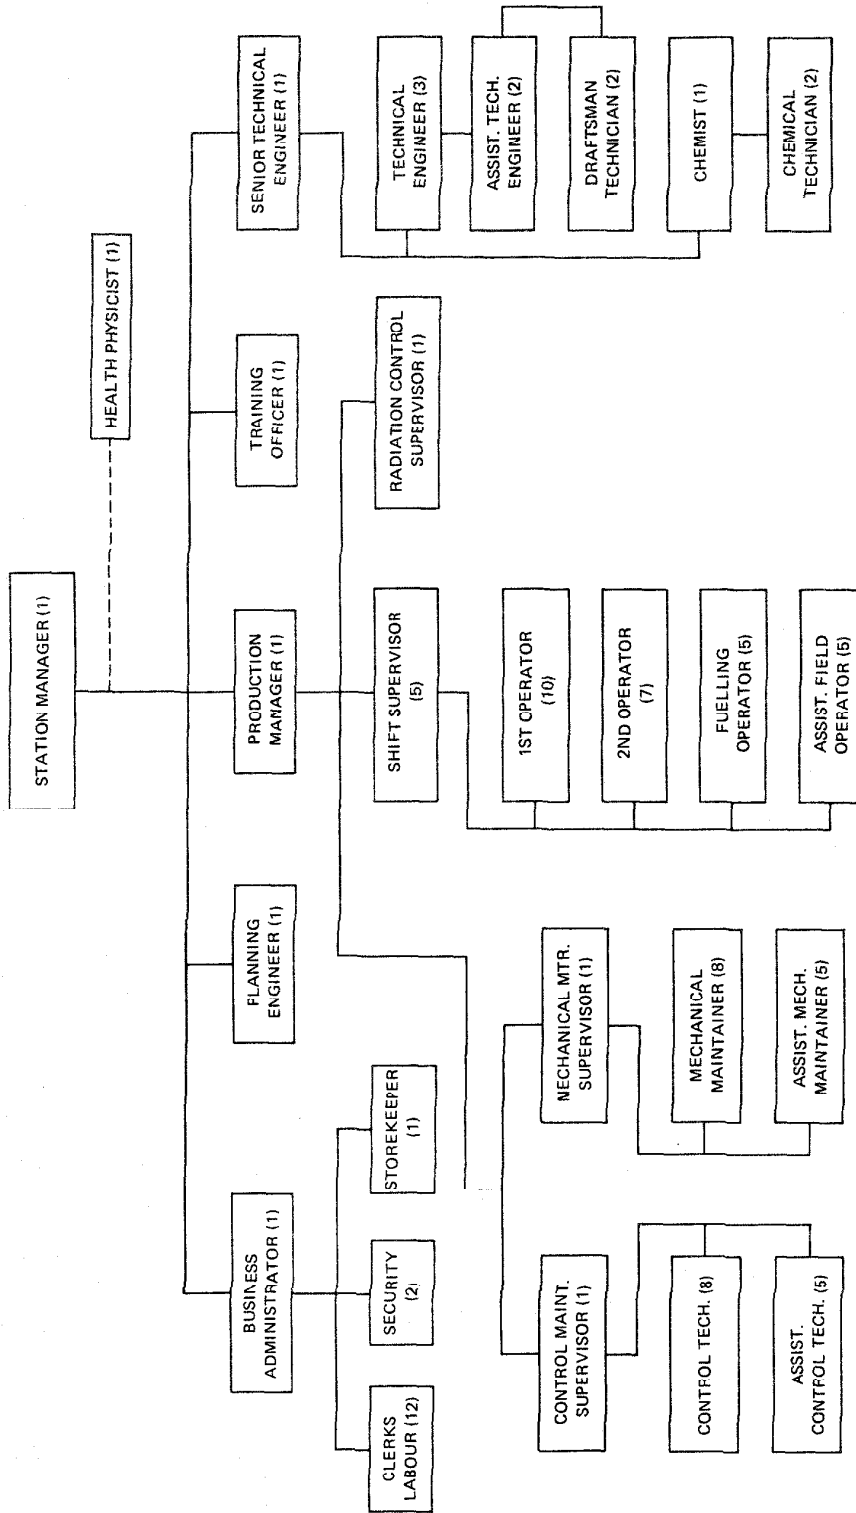 STATION MANAGER (1)
HEALTH PHYSICIST (1)
BUSINESS
ADMINISTRATOR (1)
FLANNING
ENGINEER (1)
PRODUCTION
MANAGER (1)
TRAINING
OFFICER (1)
SENIOR TECHNICAL
ENGINEER (1)
CLERKS
LABOUR (12)
SECURITY
(2)
STOREKEEPER
(1)
SHIFT SUPERVISOR
(5)
RADIATION CONTROL
SUPERVISOR (1)
TECHNICAL
ENGINEER (3)
ASSIST. TECH.
ENGINEER (2)
DRAFTSMAN
TECHNICIAN (2)
CHEMIST (1)
CHEMICAL
TECHNICIAN (2)
CONTROL MAINT.
SUPERVISOR (1)
NECHANICAL MTR.
SUPERVISOR (1)
1ST OPERATOR
(10)
2ND OPERATOR
(7)
FUELLING
OPERATOR (5)
ASSIST. FIELD
OPERATOR (5)
CONTFOL TECH. (8)
MECHANICAL
MAINTAINER (8)
ASSIST.
CONTROL TECH. (5)
ASSIST. MECH.
MAINTAINER (5)